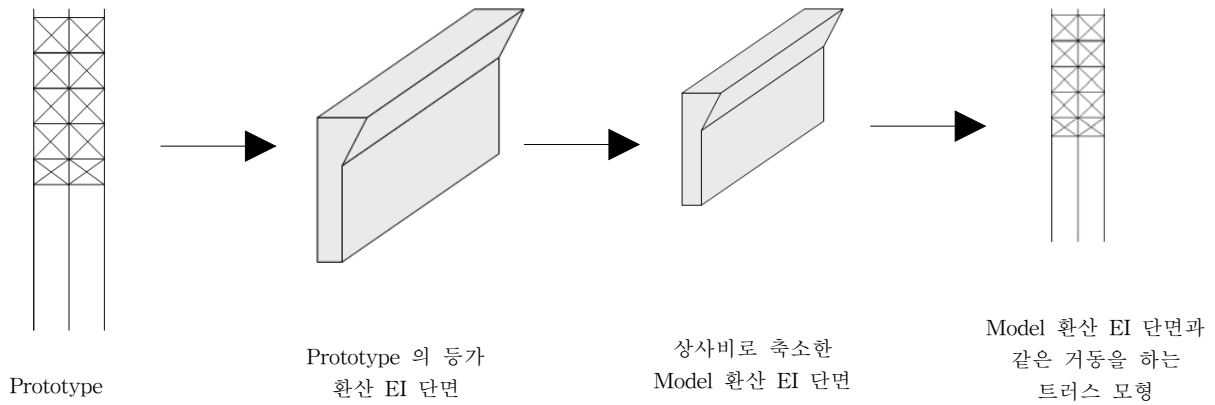 Prototype
Prototype 의 등가
환산 EI 단면
상사비로 축소한
Model 환산 EI 단면
Model 환산 EI 단면과
같은 거동을 하는
트러스 모형